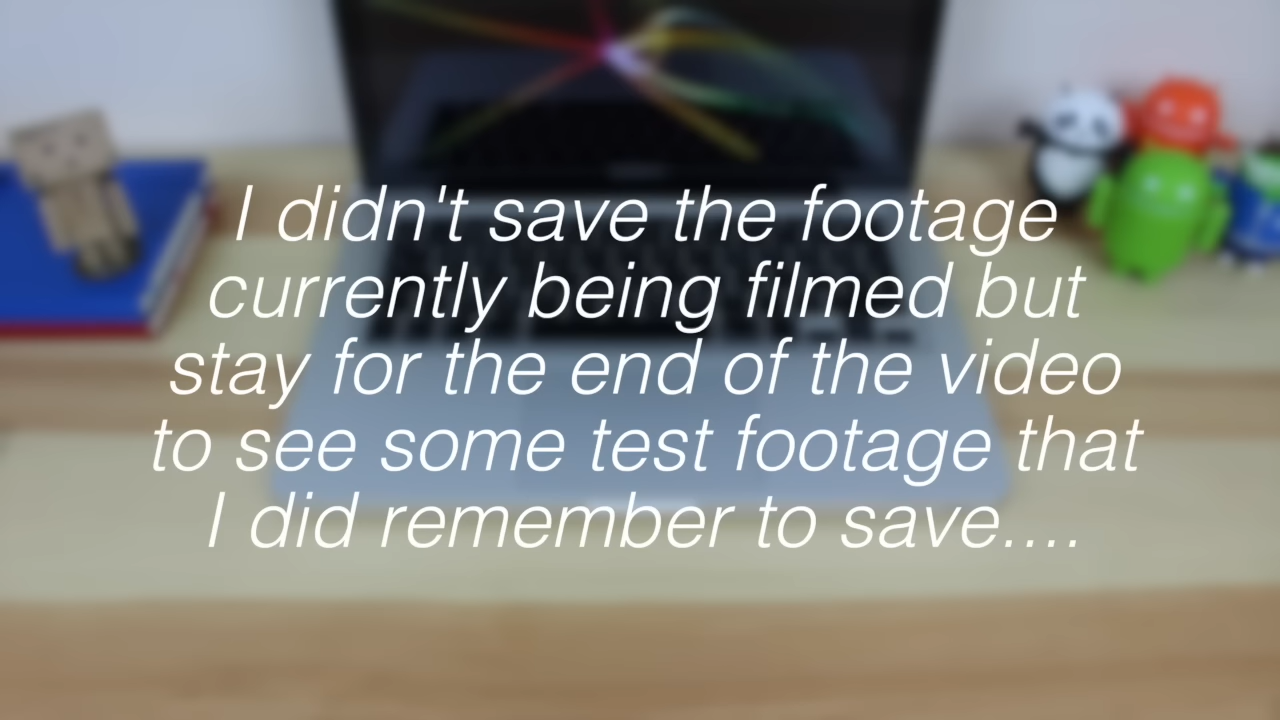 I didn't save the footage
currently being filmed but
stay for the end of the video
to see some test footage that
I did remember to save....